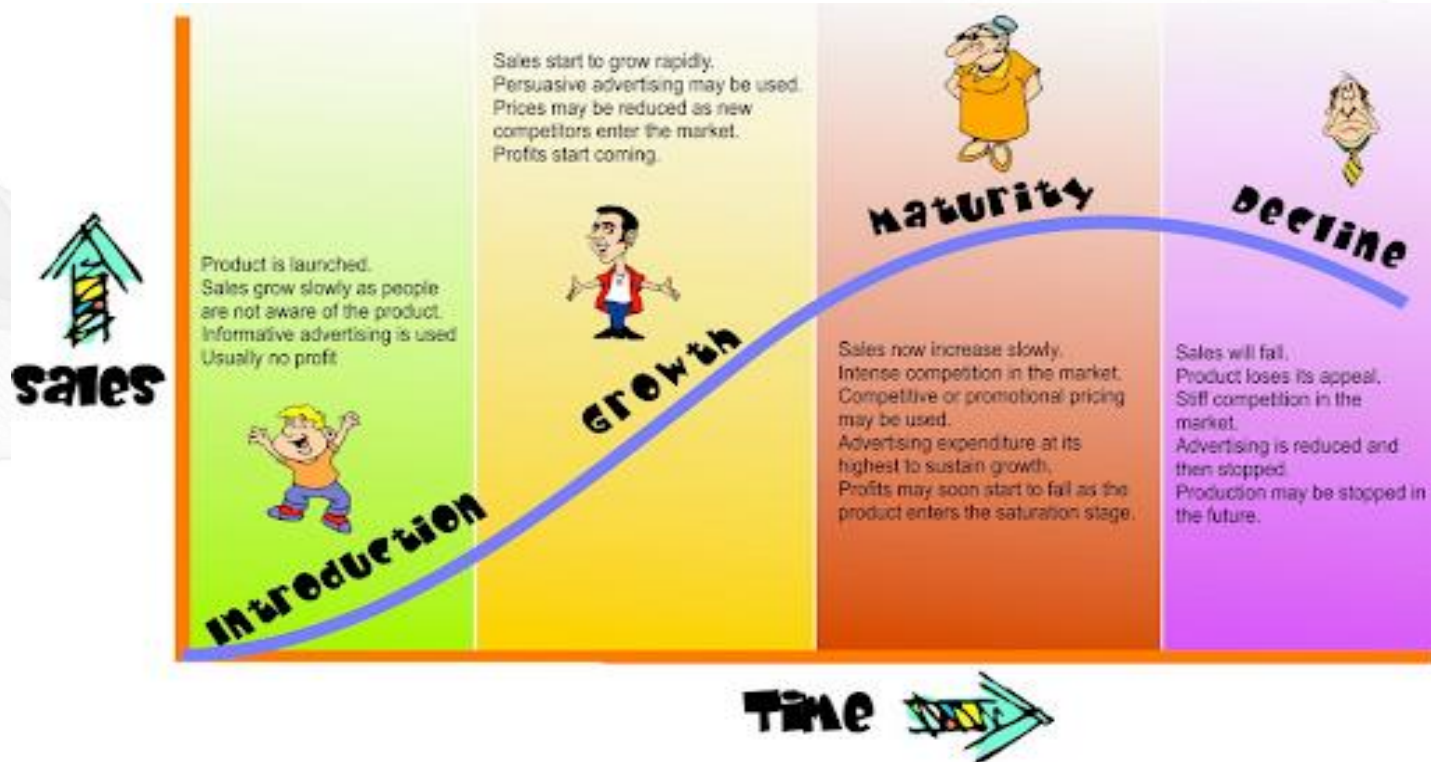 Sales
Product is launched.
Sales grow slowly as people
are not aware of the product.
Informative advertising is used
Usually no profit
Introduction
Sales start to grow rapidly.
Persuasive advertising may be used.
Prices may be reduced as new
competitors enter the market.
Profits start coming.
Growth
Maturity
Sales now increase slowly.
Intense competition in the market.
Competitive or promotional pricing
may be used.
Advertising expenditure at its
highest to sustain growth.
Profits may soon start to fall as the
product enters the saturation stage.
Decline
Sales will fall.
Product loses its appeal.
Stiff competition in the
market.
Advertising is reduced and
then stopped.
Production may be stopped in
the future.
Time